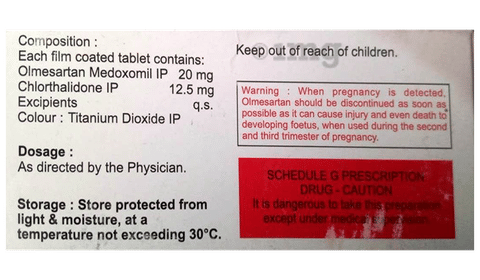 Composition :
Each film coated tablet contains:
Olmesartan Medoxomil IP 20 mg
Chlorthalidone IP 12.5 mg
Excipients q.s.
Colour : Titanium Dioxide IP
Dosage :
As directed by the Physician.
Storage : Store protected from
light & moisture, at a
temperature not exceeding 30°C.
Keep out of reach of children.
1mg
Warning : When pregnancy is detected,
Olmesartan should be discontinued as soon as
possible as it can cause injury and even death to
developing foetus, when used during the second
and third trimester of pregnancy.
SCHEDULE G PRESCRIPTION
DRUG - CAUTION
It is dangerous to take this preparation
except under medical supervision.